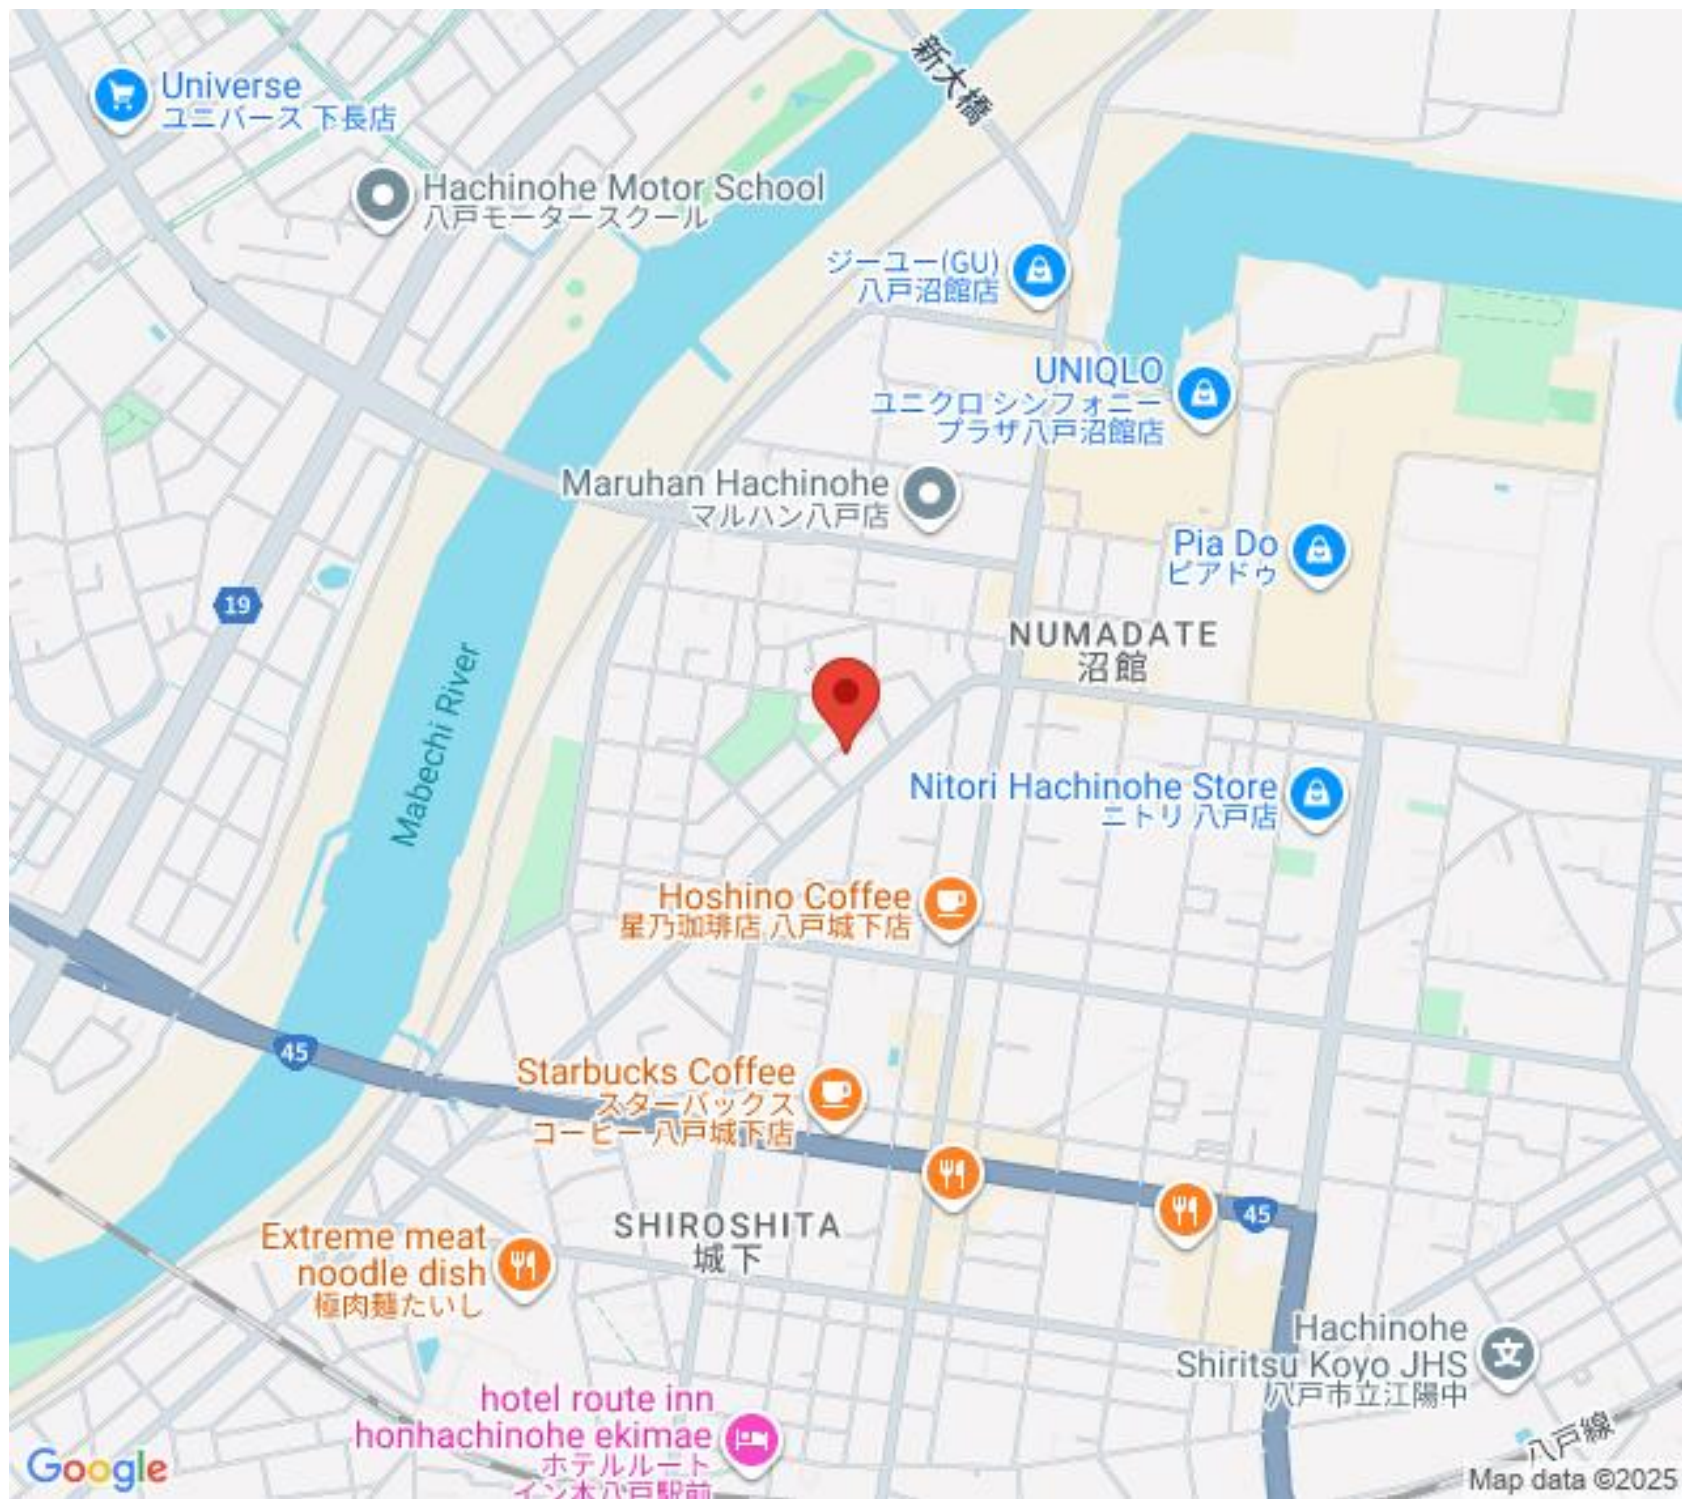 Universe
ユニバース 下長店
新大橋
Hachinohe Motor School
八戸モータースクール
ジーユー(GU)
八戸沼館店
UNIQLO
ユニクロ シンフォニー
プラザ八戸沼館店
Maruhan Hachinohe
マルハン八戸店
Pia Do
ピアドゥ
19
NUMADATE
沼館
Mabechi River
Nitori Hachinohe Store
ニトリ 八戸店
Hoshino Coffee
星乃珈琲店 八戸城下店
45
Starbucks Coffee
スターバックス
コーヒー 八戸城下店
45
SHIROSHITA
城下
Extreme meat
noodle dish
極肉麺たいし
Hachinohe
Shiritsu Koyo JHS
八戸市立江陽中
文
hotel route inn
honhachinohe ekimae
ホテルルート
イン本八戸駅前
八戸線
Google
Map data ©2025